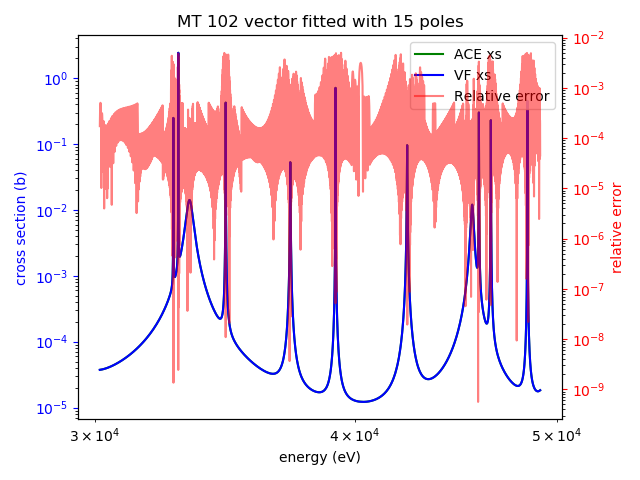 MT 102 vector fitted with 15 poles
ACE xs
VF xs
Relative error
cross section (b)
10⁰
10⁻¹
10⁻²
10⁻³
10⁻⁴
10⁻⁵
10⁻²
10⁻³
10⁻⁴
10⁻⁵
10⁻⁶
10⁻⁷
10⁻⁸
10⁻⁹
relative error
3 × 10⁴
4 × 10⁴
5 × 10⁴
energy (eV)